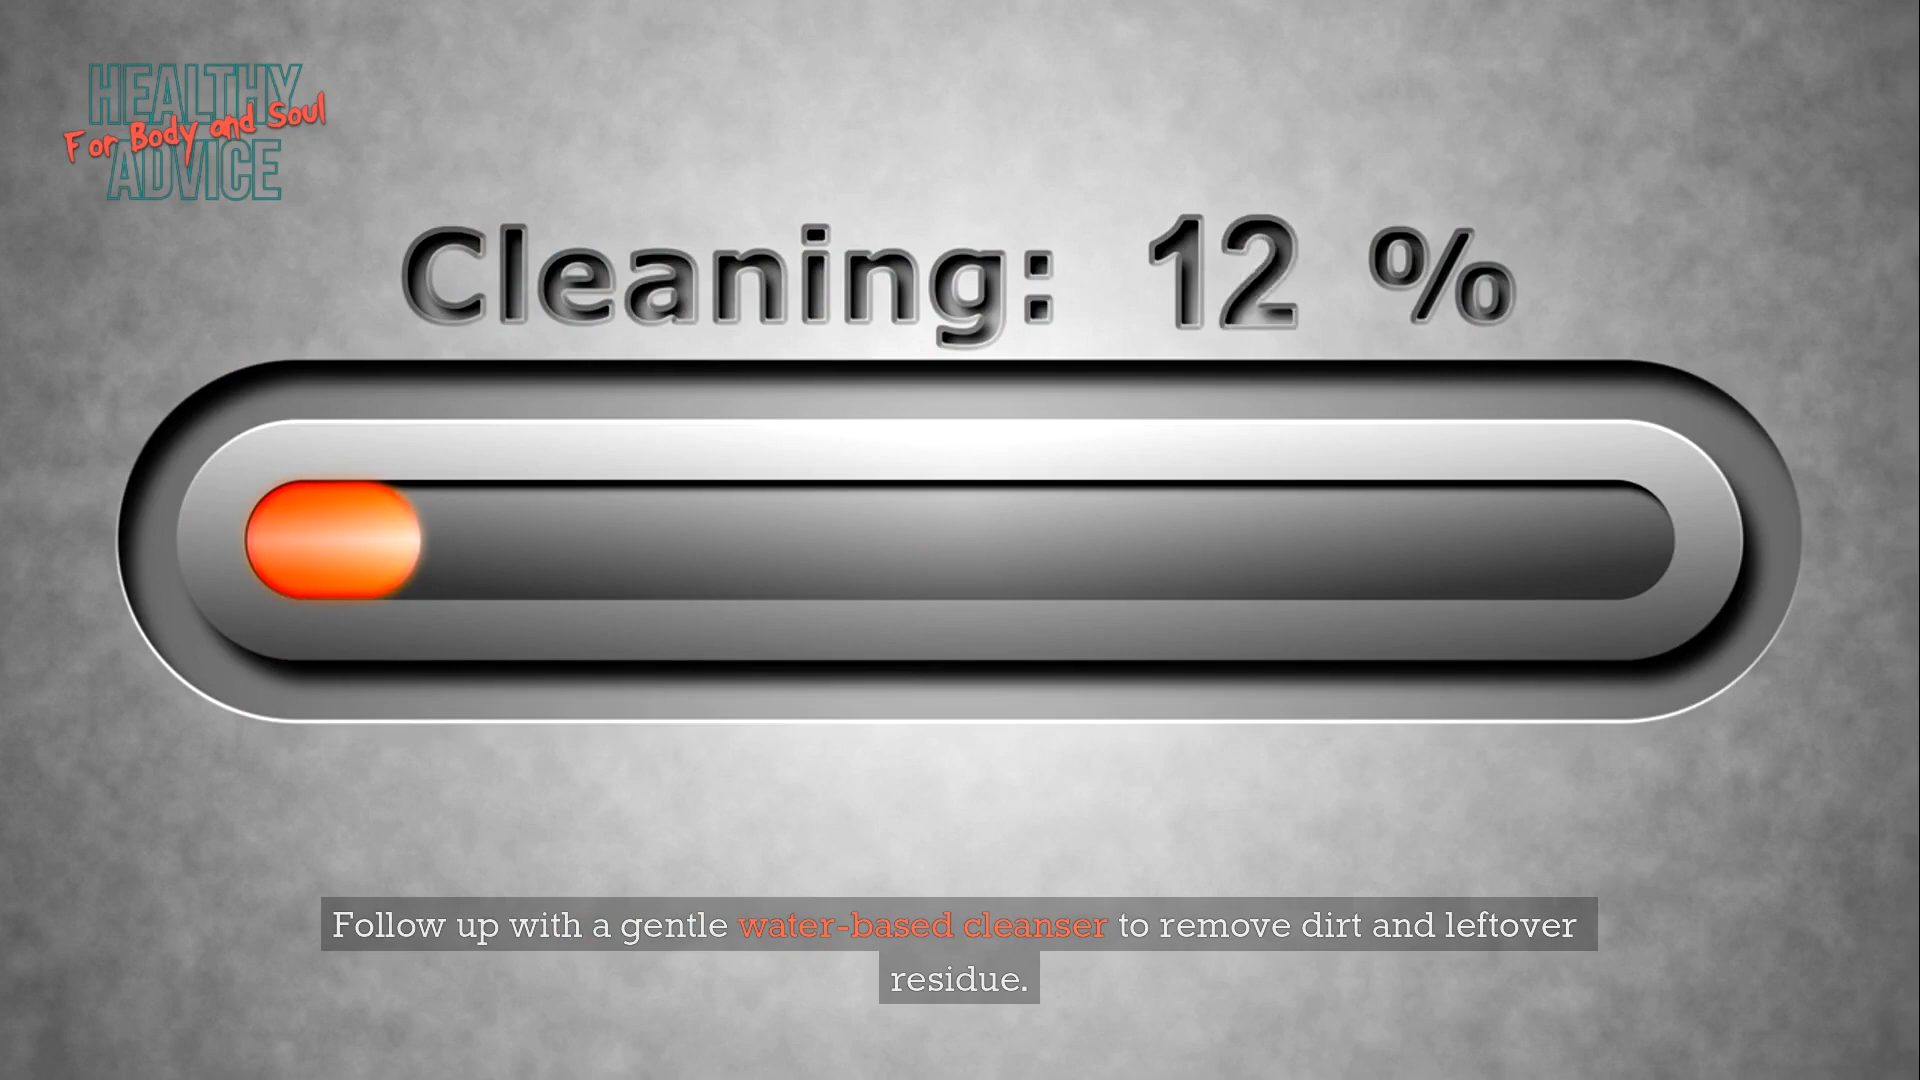 HEALTHY
For Body and Soul
ADVICE
Cleaning: 12 %
Follow up with a gentle water-based cleanser to remove dirt and leftover
residue.